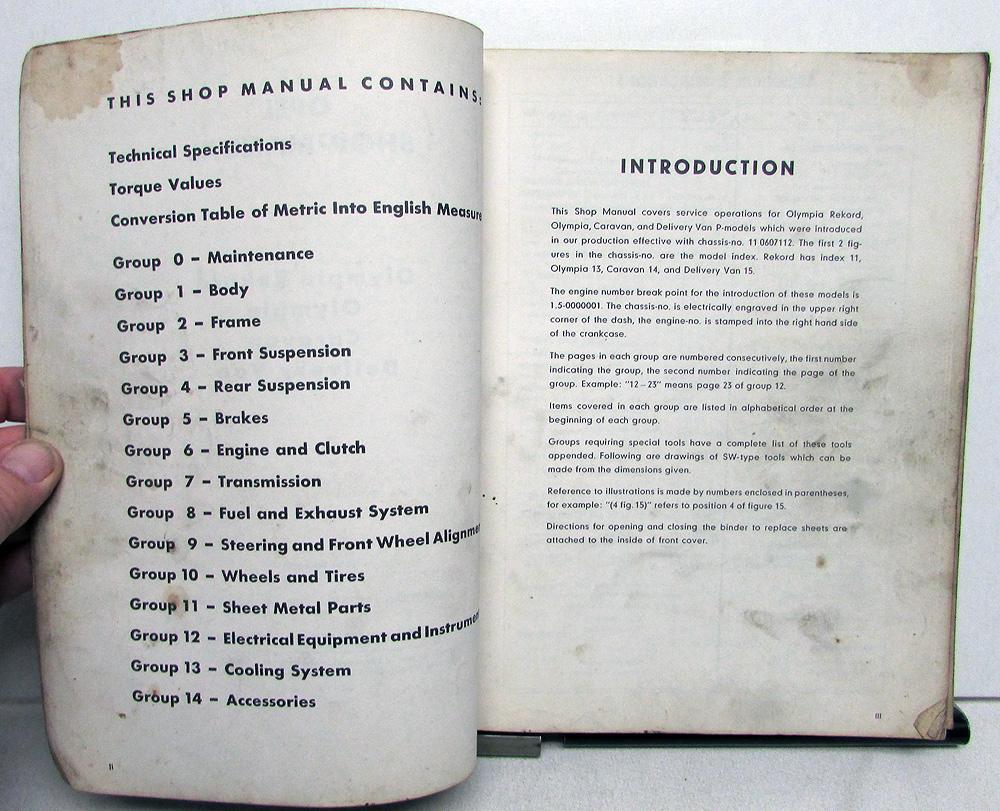 THIS SHOP MANUAL CONTAINS:
Technical Specifications
Torque Values
Conversion Table of Metric Into English Measure
Group 0 – Maintenance
Group 1 – Body
Group 2 – Frame
Group 3 – Front Suspension
Group 4 – Rear Suspension
Group 5 – Brakes
Group 6 – Engine and Clutch
Group 7 – Transmission
Group 8 – Fuel and Exhaust System
Group 9 – Steering and Front Wheel Alignme
Group 10 – Wheels and Tires
Group 11 – Sheet Metal Parts
Group 12 – Electrical Equipment and Instrume
Group 13 – Cooling System
Group 14 – Accessories
II
INTRODUCTION
This Shop Manual covers service operations for Olympia Rekord,
Olympia, Caravan, and Delivery Van P-models which were introduced
in our production effective with chassis-no. 11 0607112. The first 2 fig-
ures in the chassis-no. are the model index. Rekord has index 11,
Olympia 13, Caravan 14, and Delivery Van 15.
The engine number break point for the introduction of these models is
1.5-0000001. The chassis-no. is electrically engraved in the upper right
corner of the dash, the engine-no. is stamped into the right hand side
of the crankcase.
The pages in each group are numbered consecutively, the first number
indicating the group, the second number indicating the page of the
group. Example: "12 – 23" means page 23 of group 12.
Items covered in each group are listed in alphabetical order at the
beginning of each group.
Groups requiring special tools have a complete list of these tools
appended. Following are drawings of SW-type tools which can be
made from the dimensions given.
Reference to illustrations is made by numbers enclosed in parentheses,
for example: "(4 fig. 15)" refers to position 4 of figure 15.
Directions for opening and closing the binder to replace sheets are
attached to the inside of front cover.
III